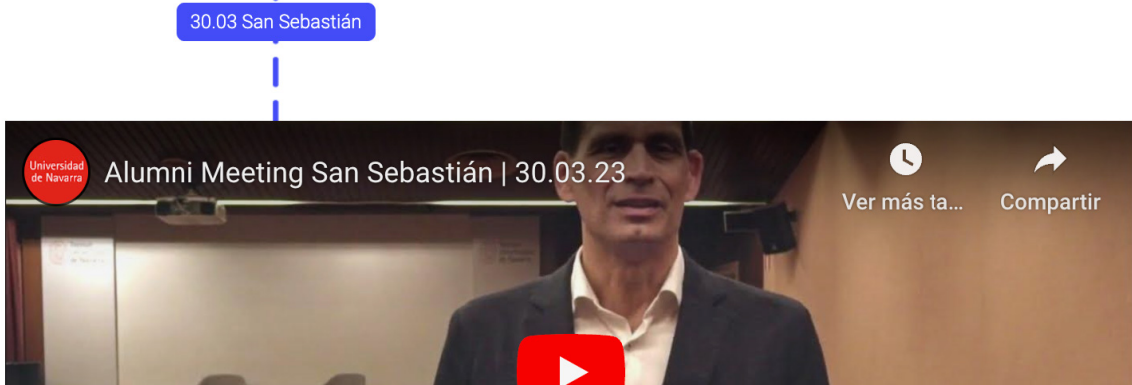 30.03 San Sebastián
Universidad
de Navarra
Alumni Meeting San Sebastián | 30.03.23
Ver más ta...
Compartir